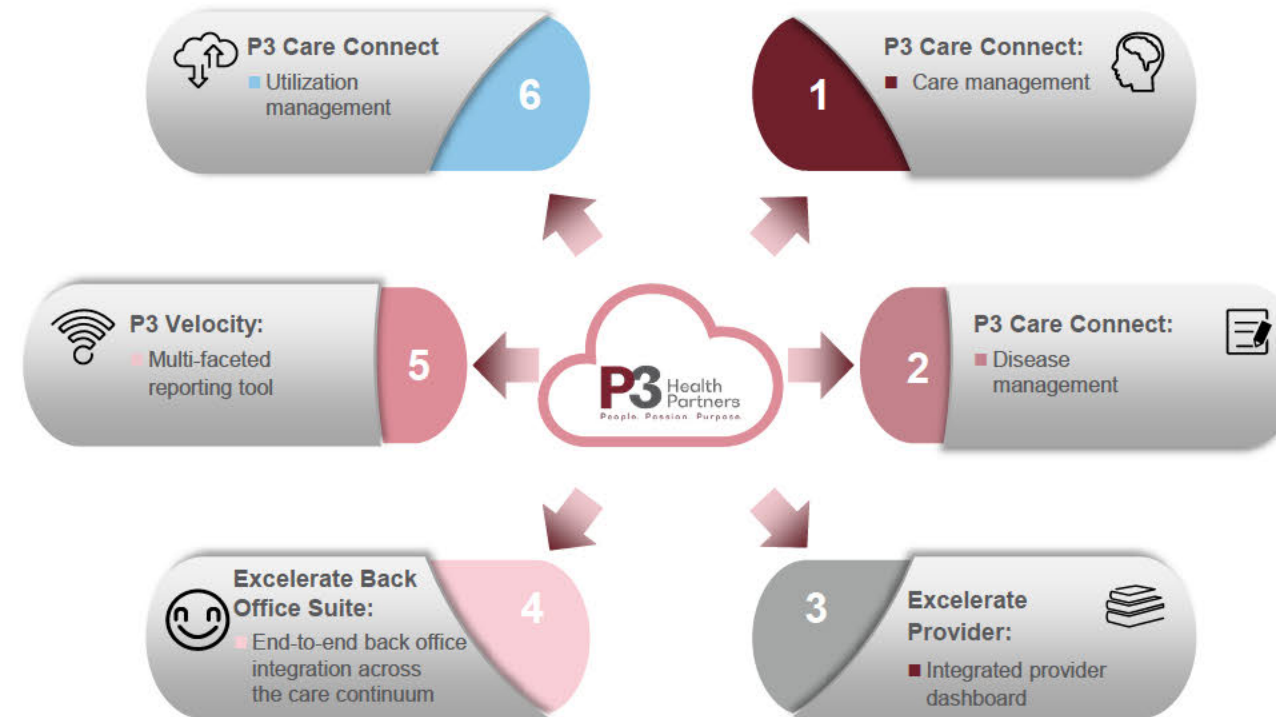 P3 Care Connect
Utilization
management
6
1
P3 Care Connect:
Care management
P3 Velocity:
Multi-faceted
reporting tool
5
P3 Health
Partners
People. Passion. Purpose.
2
P3 Care Connect:
Disease
management
Excelerate Back
Office Suite:
End-to-end back office
integration across
the care continuum
4
3
Excelerate
Provider:
Integrated provider
dashboard